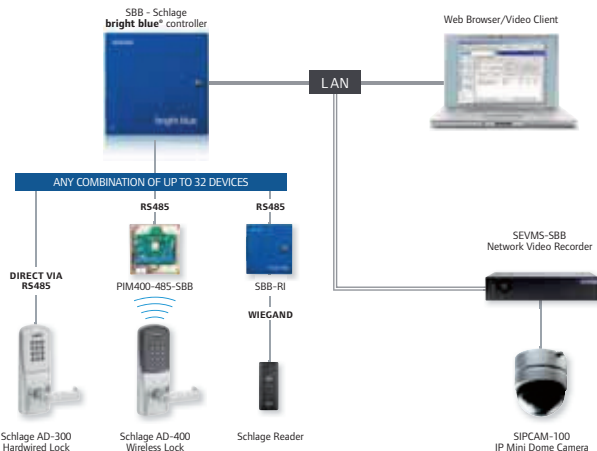 SBB - Schlage
bright blue® controller
Web Browser/Video Client
LAN
bright blue
ANY COMBINATION OF UP TO 32 DEVICES
RS485
RS485
SEVMS-SBB
Network Video Recorder
DIRECT VIA
RS485
PIM400-485-SBB
SBB-RI
WIEGAND
Schlage AD-300
Hardwired Lock
Schlage AD-400
Wireless Lock
Schlage Reader
SIPCAM-100
IP Mini Dome Camera